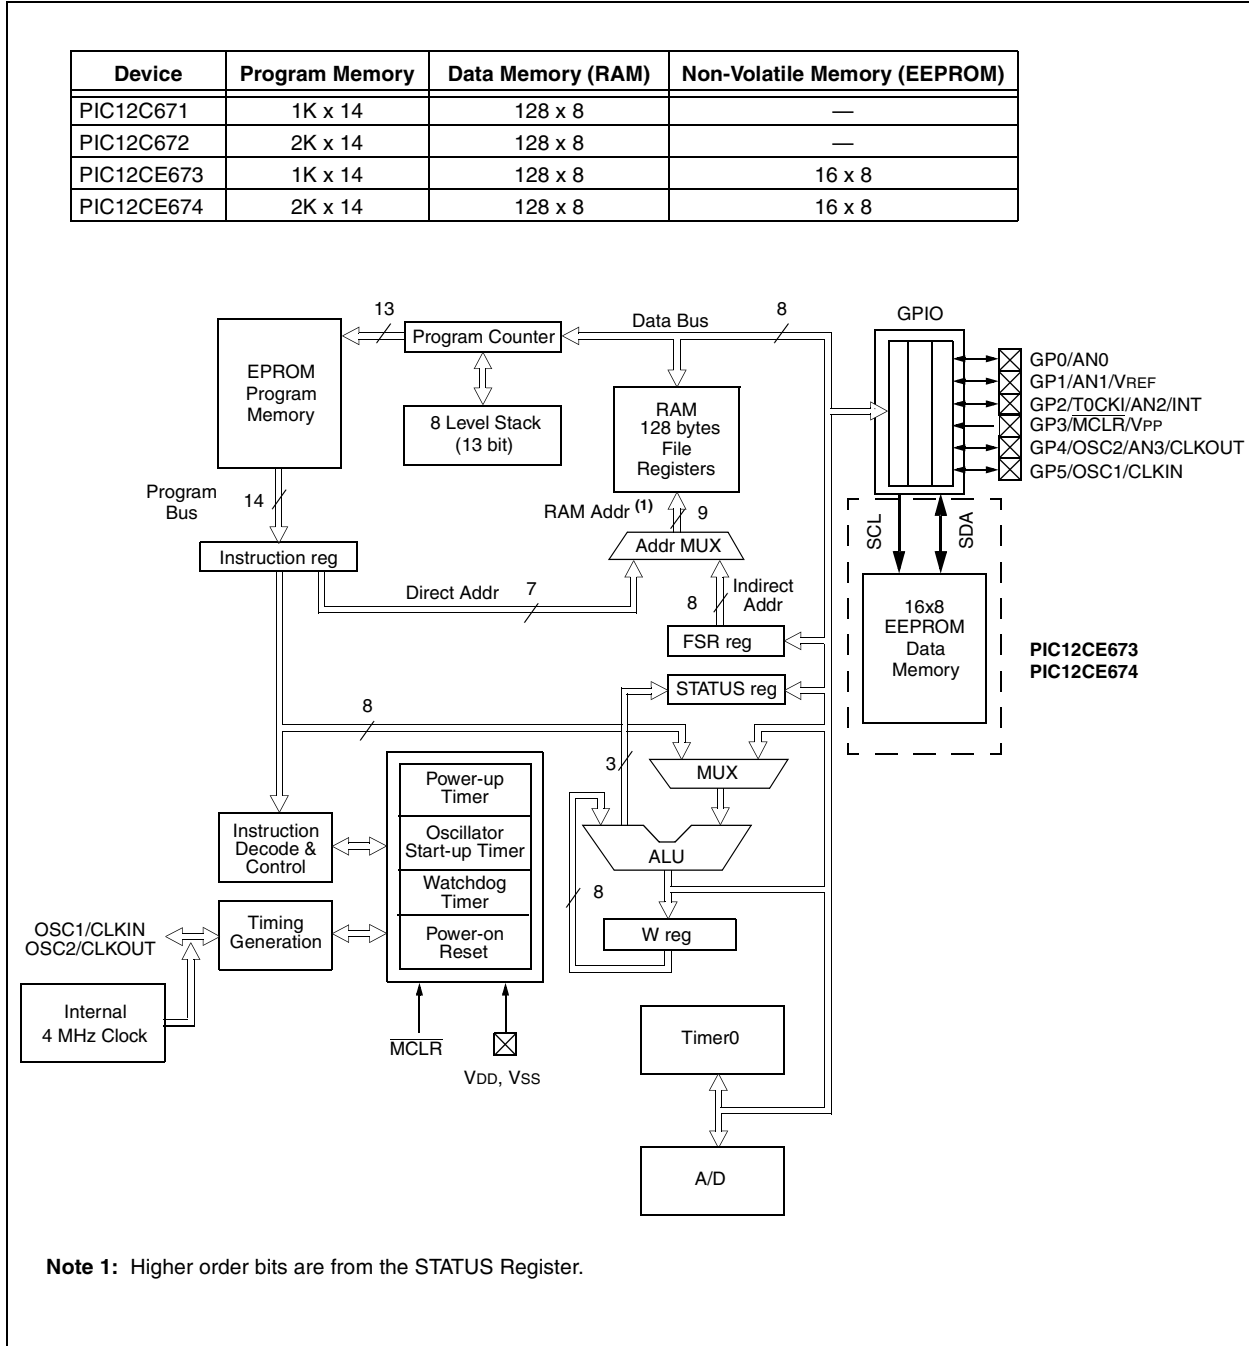 Device Program Memory Data Memory (RAM) Non-Volatile Memory (EEPROM)
PIC12C671 1K x 14 128 x 8 —
PIC12C672 2K x 14 128 x 8 —
PIC12CE673 1K x 14 128 x 8 16 x 8
PIC12CE674 2K x 14 128 x 8 16 x 8
13
Data Bus
8
GPIO
Program Counter
EPROM
Program
Memory
8 Level Stack
(13 bit)
RAM
128 bytes
File
Registers
GP0/AN0
GP1/AN1/VREF
GP2/T0CKI/AN2/INT
GP3/MCLR/VPP
GP4/OSC2/AN3/CLKOUT
GP5/OSC1/CLKIN
Program
Bus
14
RAM Addr (1)
9
SCL
SDA
Instruction reg
Addr MUX
Direct Addr
7
8
Indirect
Addr
16x8
EEPROM
Data
Memory
PIC12CE673
PIC12CE674
FSR reg
STATUS reg
8
3
MUX
Power-up
Timer
Instruction
Decode &
Control
Oscillator
Start-up Timer
ALU
Watchdog
Timer
8
OSC1/CLKIN
OSC2/CLKOUT
Timing
Generation
Power-on
Reset
W reg
Internal
4 MHz Clock
MCLR
VDD, VSS
Timer0
A/D
Note 1: Higher order bits are from the STATUS Register.